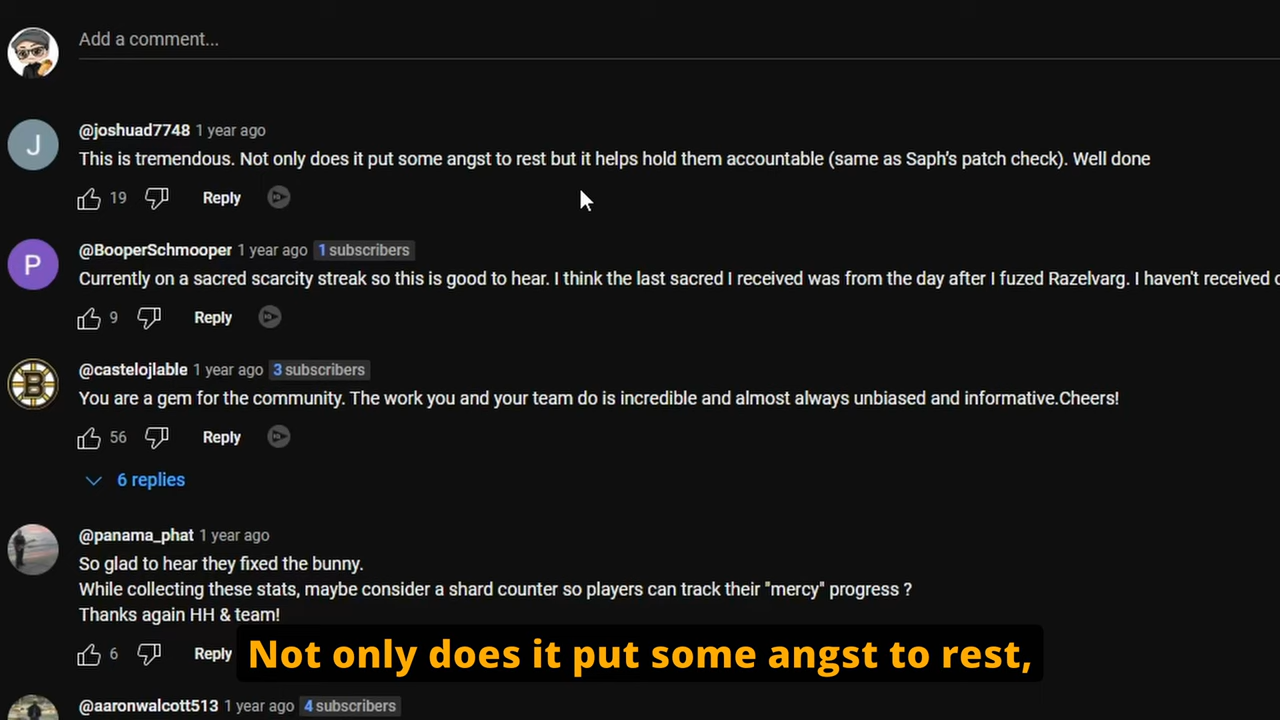 Add a comment...
@joshuad7748 1 year ago
J
This is tremendous. Not only does it put some angst to rest but it helps hold them accountable (same as Saph's patch check). Well done
19 Reply
@BooperSchmooper 1 year ago 1 subscribers
P
Currently on a sacred scarcity streak so this is good to hear. I think the last sacred I received was from the day after I fuzed Razelvarg. I haven't received
9 Reply
@castelojlable 1 year ago 3 subscribers
B
You are a gem for the community. The work you and your team do is incredible and almost always unbiased and informative.Cheers!
56 Reply
6 replies
@panama_phat 1 year ago
So glad to hear they fixed the bunny.
While collecting these stats, maybe consider a shard counter so players can track their "mercy" progress ?
Thanks again HH & team!
6 Reply
Not only does it put some angst to rest,
@aaronwalcott513 1 year ago 4 subscribers